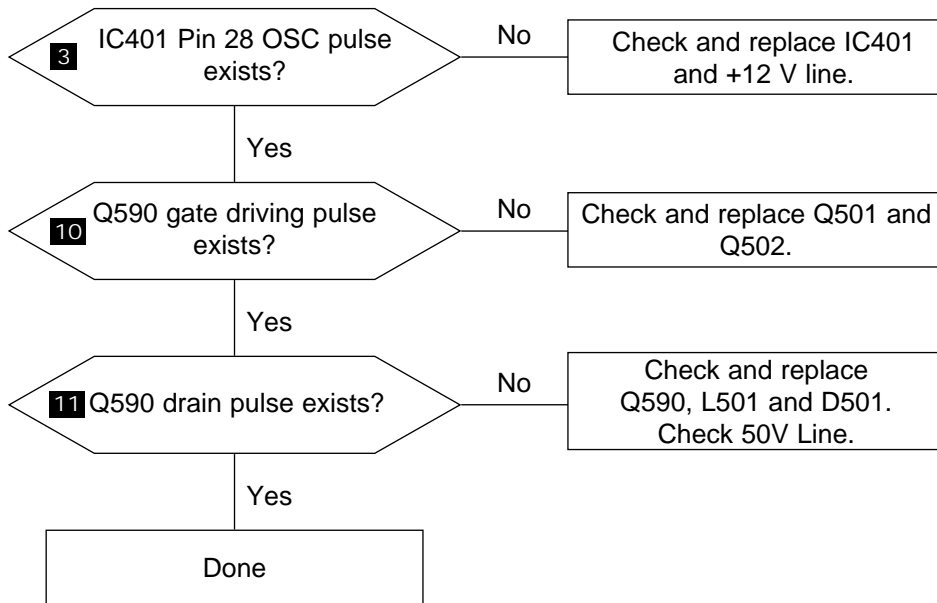 3 IC401 Pin 28 OSC pulse
exists?
No
Check and replace IC401
and +12 V line.
Yes
10 Q590 gate driving pulse
exists?
No
Check and replace Q501 and
Q502.
Yes
11 Q590 drain pulse exists?
No
Check and replace
Q590, L501 and D501.
Check 50V Line.
Yes
Done